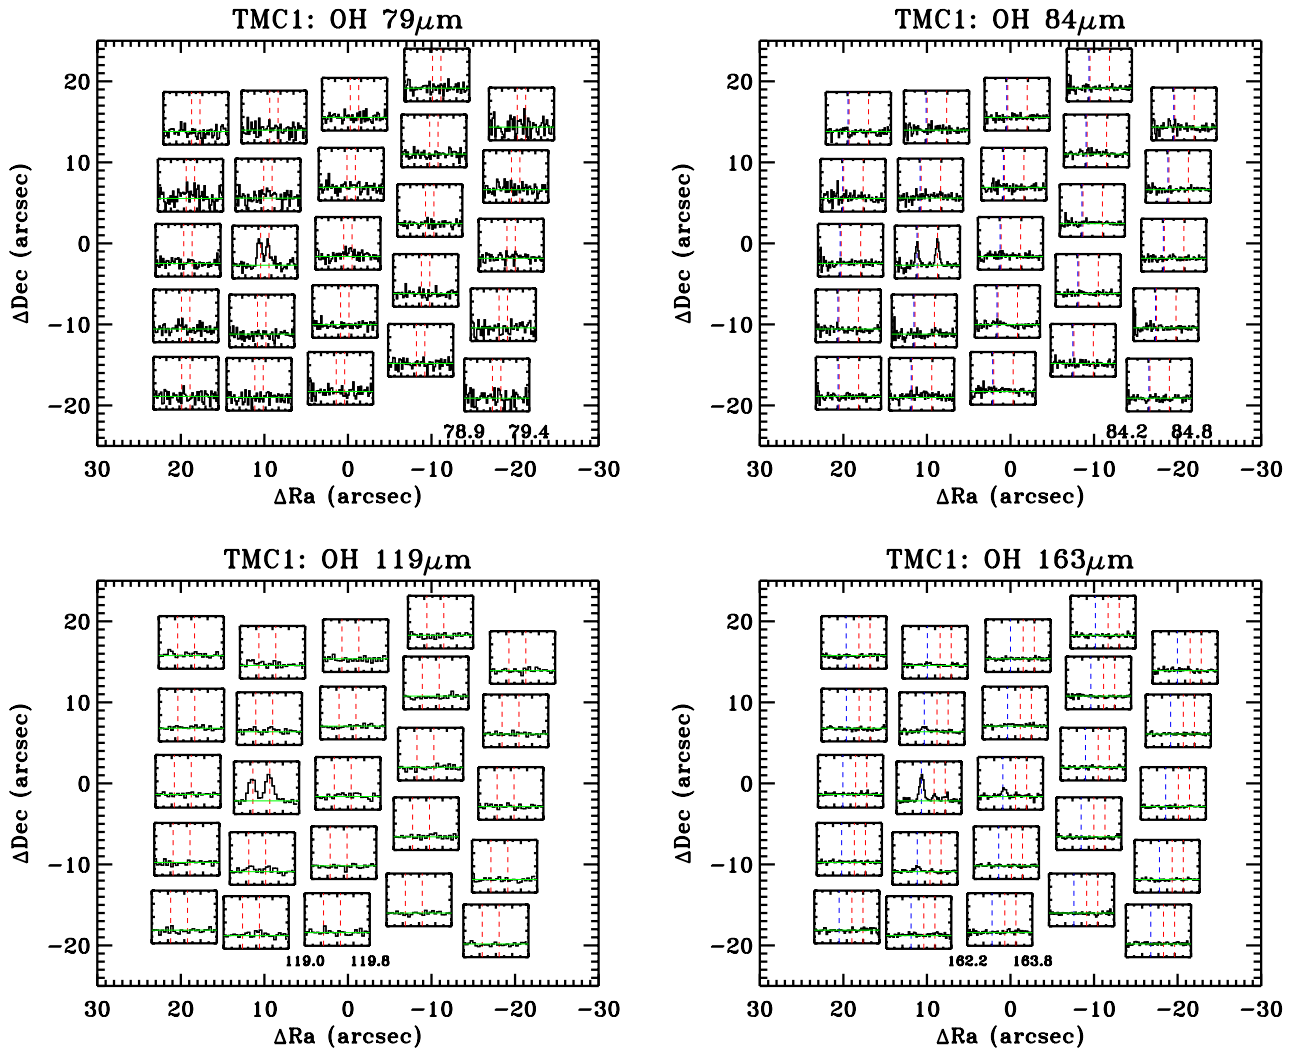 TMC1: OH 79μm
TMC1: OH 84μm
20
10
0
−10
−20
ΔDec (arcsec)
78.9 79.4
30 20 10 0 −10 −20 −30
ΔRa (arcsec)
20
10
0
−10
−20
ΔDec (arcsec)
84.2 84.8
30 20 10 0 −10 −20 −30
ΔRa (arcsec)
TMC1: OH 119μm
TMC1: OH 163μm
20
10
0
−10
−20
ΔDec (arcsec)
119.0 119.8
30 20 10 0 −10 −20 −30
ΔRa (arcsec)
20
10
0
−10
−20
ΔDec (arcsec)
162.2 163.8
30 20 10 0 −10 −20 −30
ΔRa (arcsec)